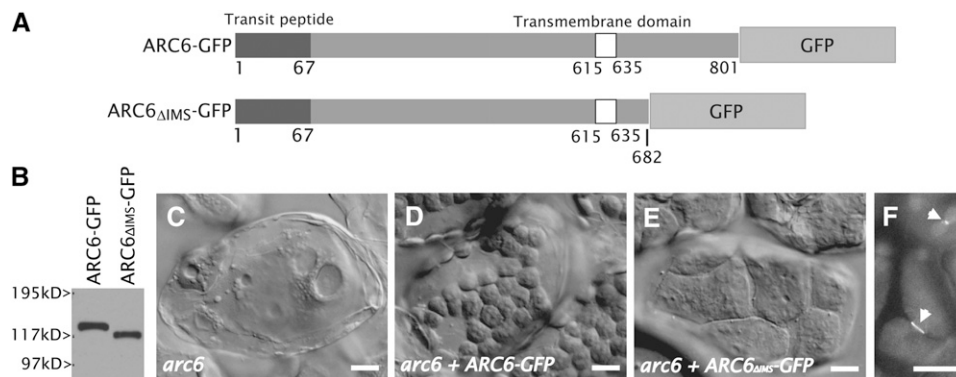 A
Transit peptide
Transmembrane domain
ARC6-GFP
GFP
1 67 615 635 801
ARC6ΔIMS-GFP
GFP
1 67 615 635
682
B
ARC6-GFP
ARC6ΔIMS-GFP
195kD>
117kD>
97kD>
C
arc6
D
arc6 + ARC6-GFP
E
arc6 + ARC6ΔIMS-GFP
F